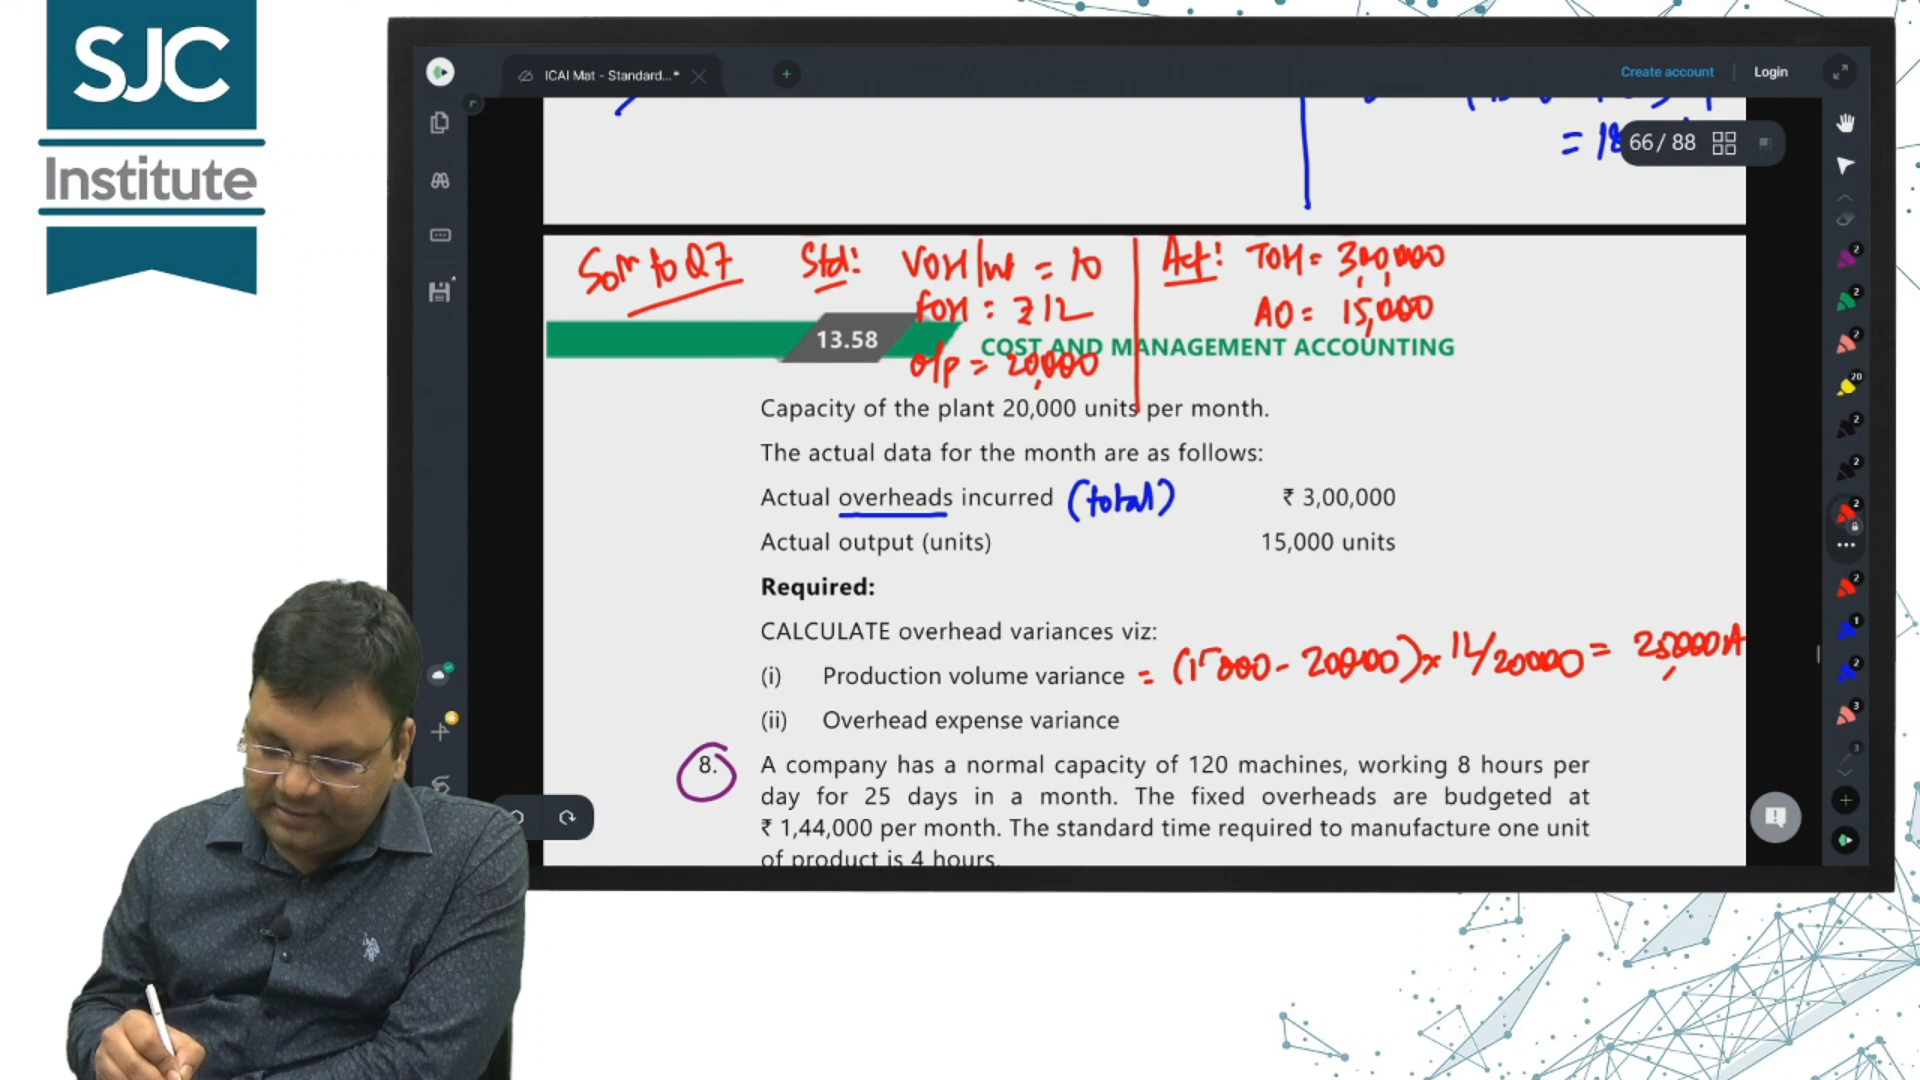 SJC
Institute
ICAI Mat - Standard...*
Create account
Login
66 / 88
Som to Q7
Std: VOH/unit = 10
FOH : ₹12
O/p = 20,000
Act: TOH = 3,00,000
AO = 15,000
13.58
COST AND MANAGEMENT ACCOUNTING
Capacity of the plant 20,000 units per month.
The actual data for the month are as follows:
Actual overheads incurred (total) ₹ 3,00,000
Actual output (units) 15,000 units
Required:
CALCULATE overhead variances viz:
(i) Production volume variance = (15000 - 20000) x 12/20000 =
(ii) Overhead expense variance
8. A company has a normal capacity of 120 machines, working 8 hours per
day for 25 days in a month. The fixed overheads are budgeted at
₹ 1,44,000 per month. The standard time required to manufacture one unit
of product is 4 hours.